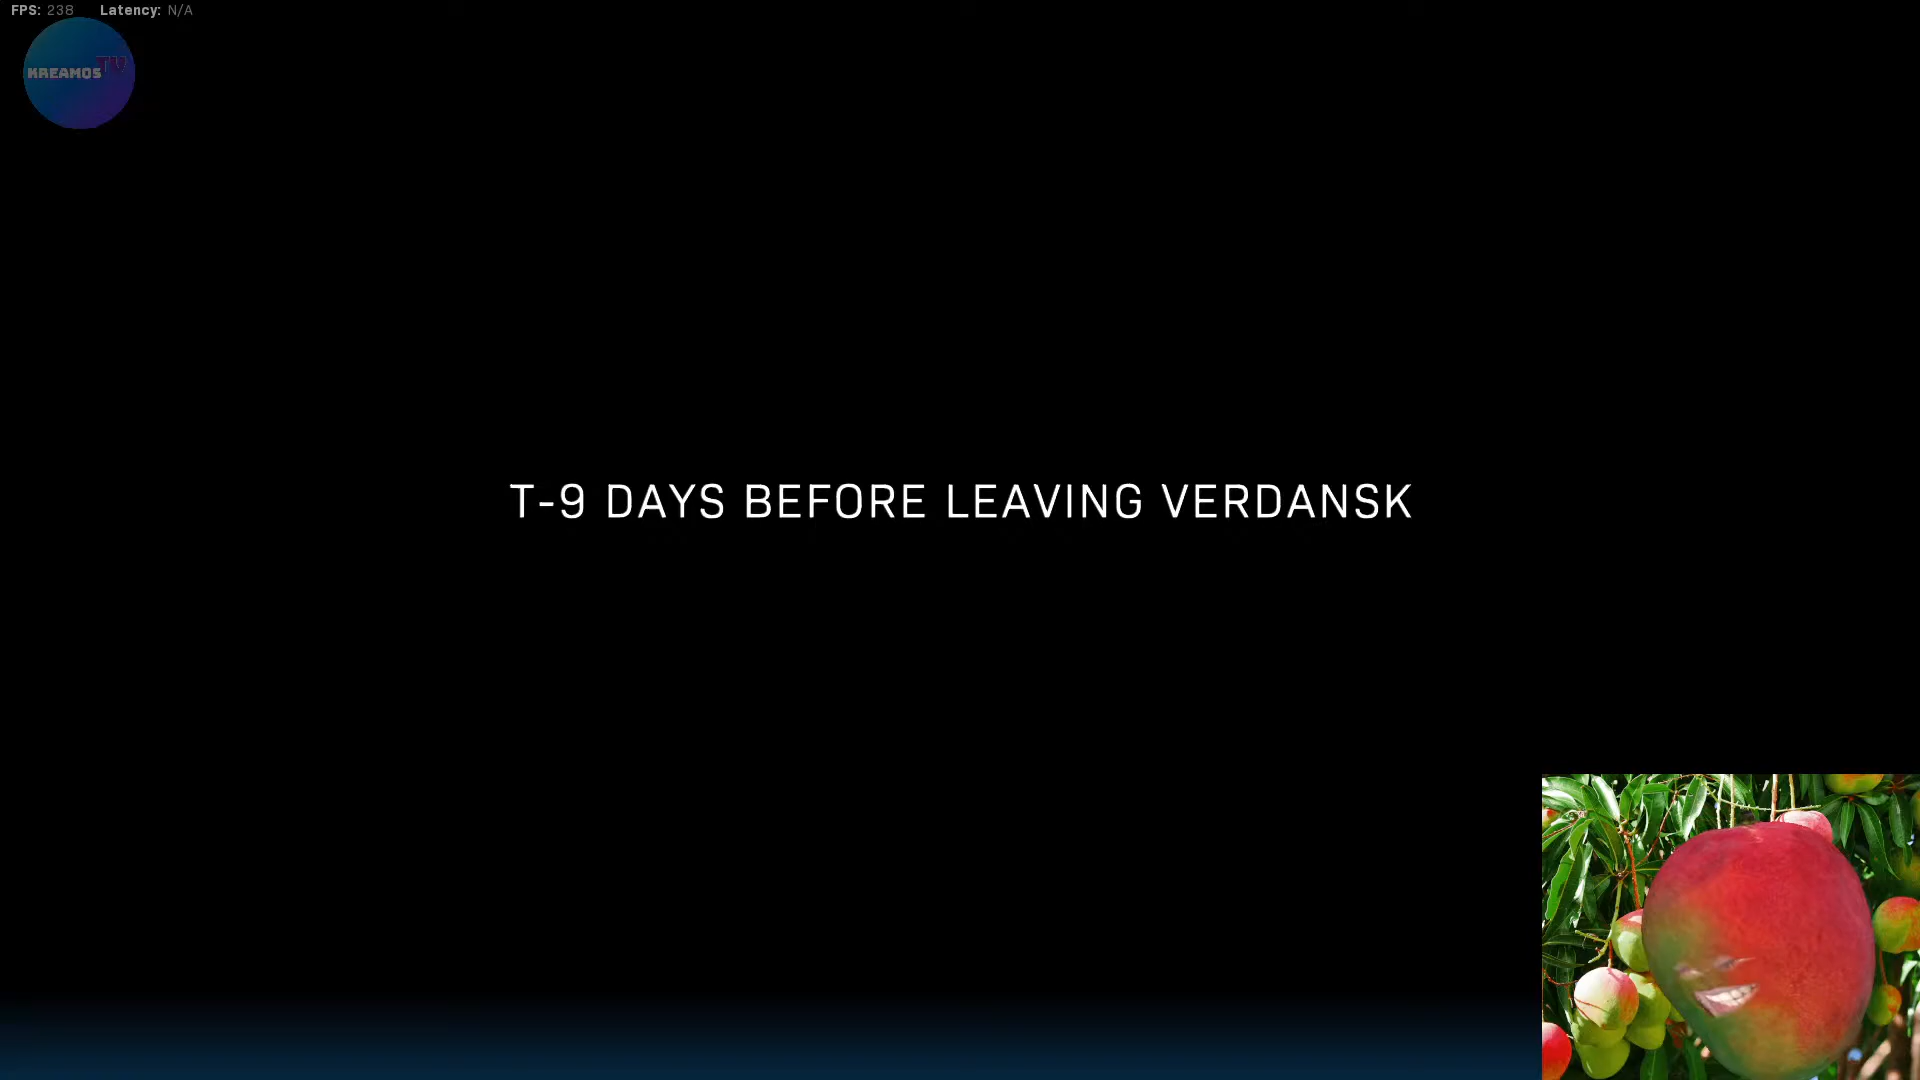 FPS: 238 Latency: N/A
KREAMOS TV
T-9 DAYS BEFORE LEAVING VERDANSK